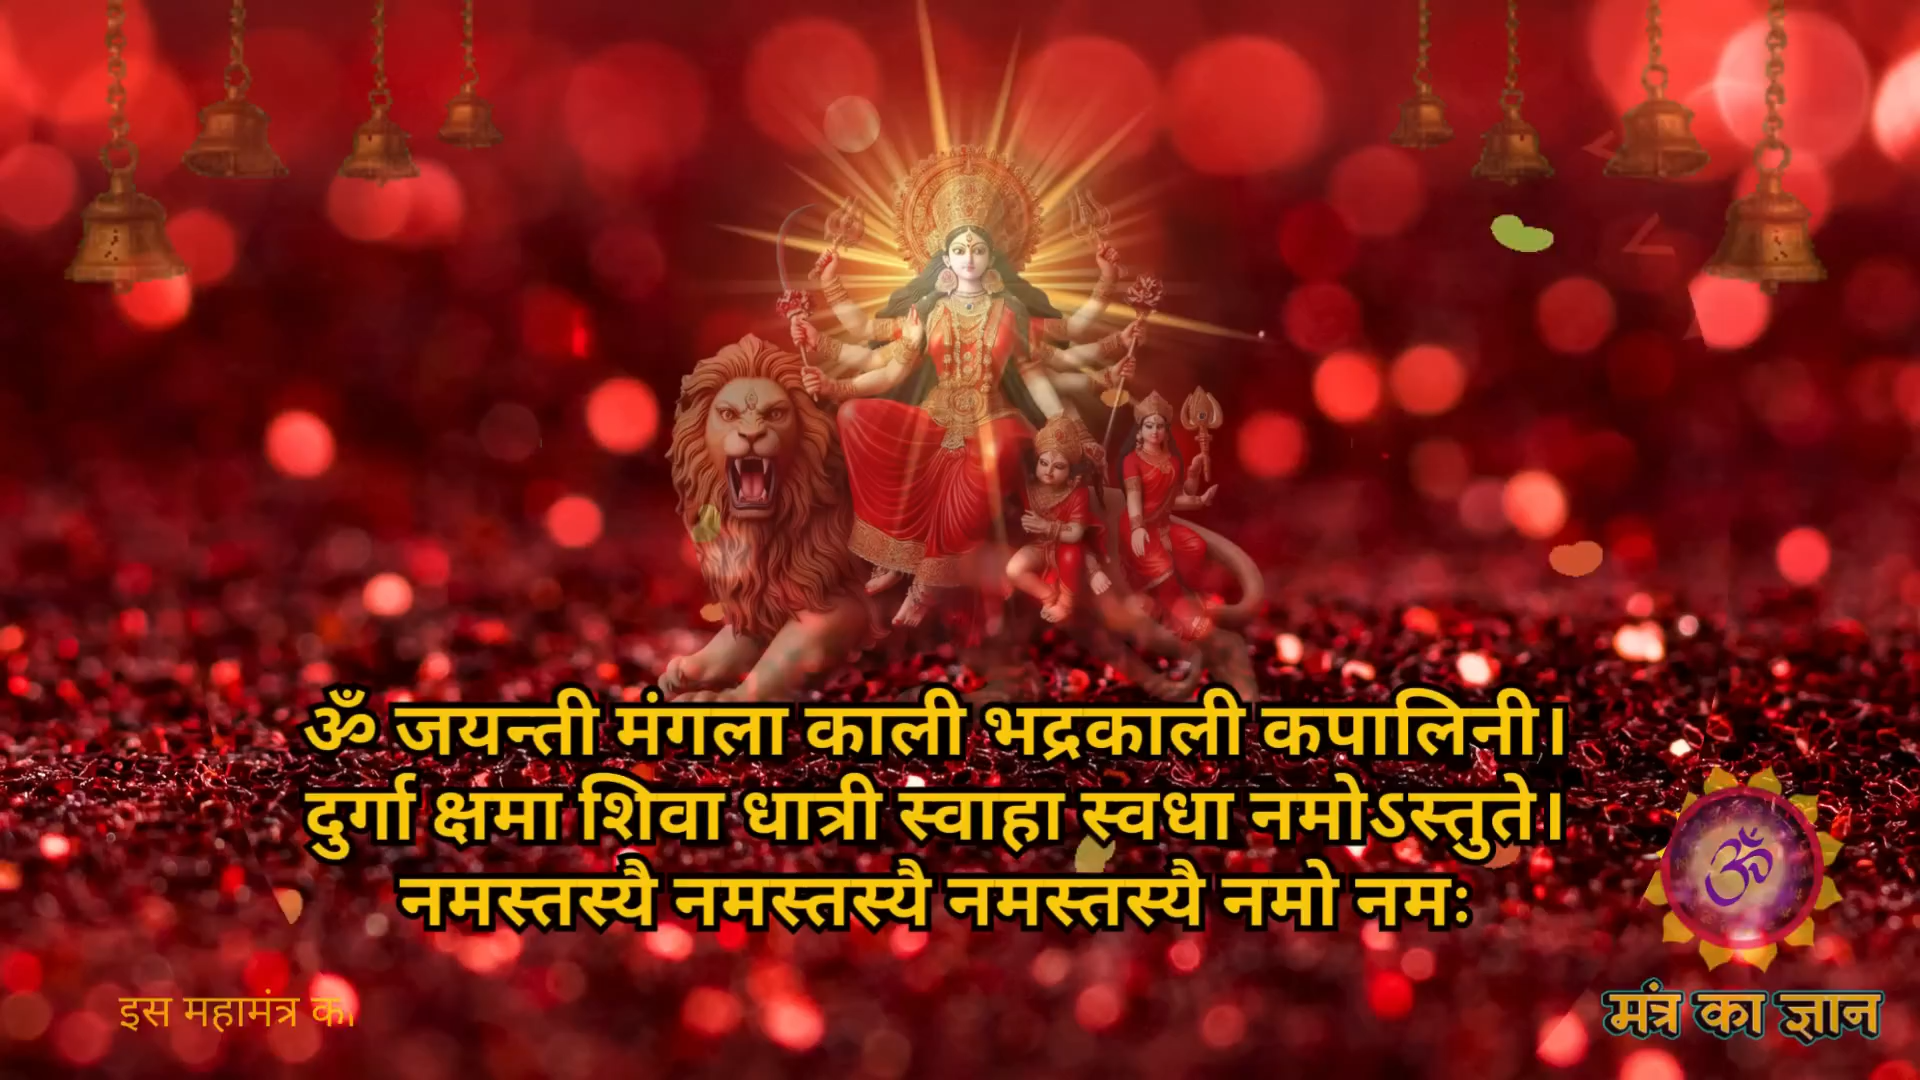 ॐ जयन्ती मंगला काली भद्रकाली कपालिनी।
दुर्गा क्षमा शिवा धात्री स्वाहा स्वधा नमोऽस्तुते।
नमस्तस्यै नमस्तस्यै नमस्तस्यै नमो नमः
ॐ
इस महामंत्र
मंत्र का ज्ञान